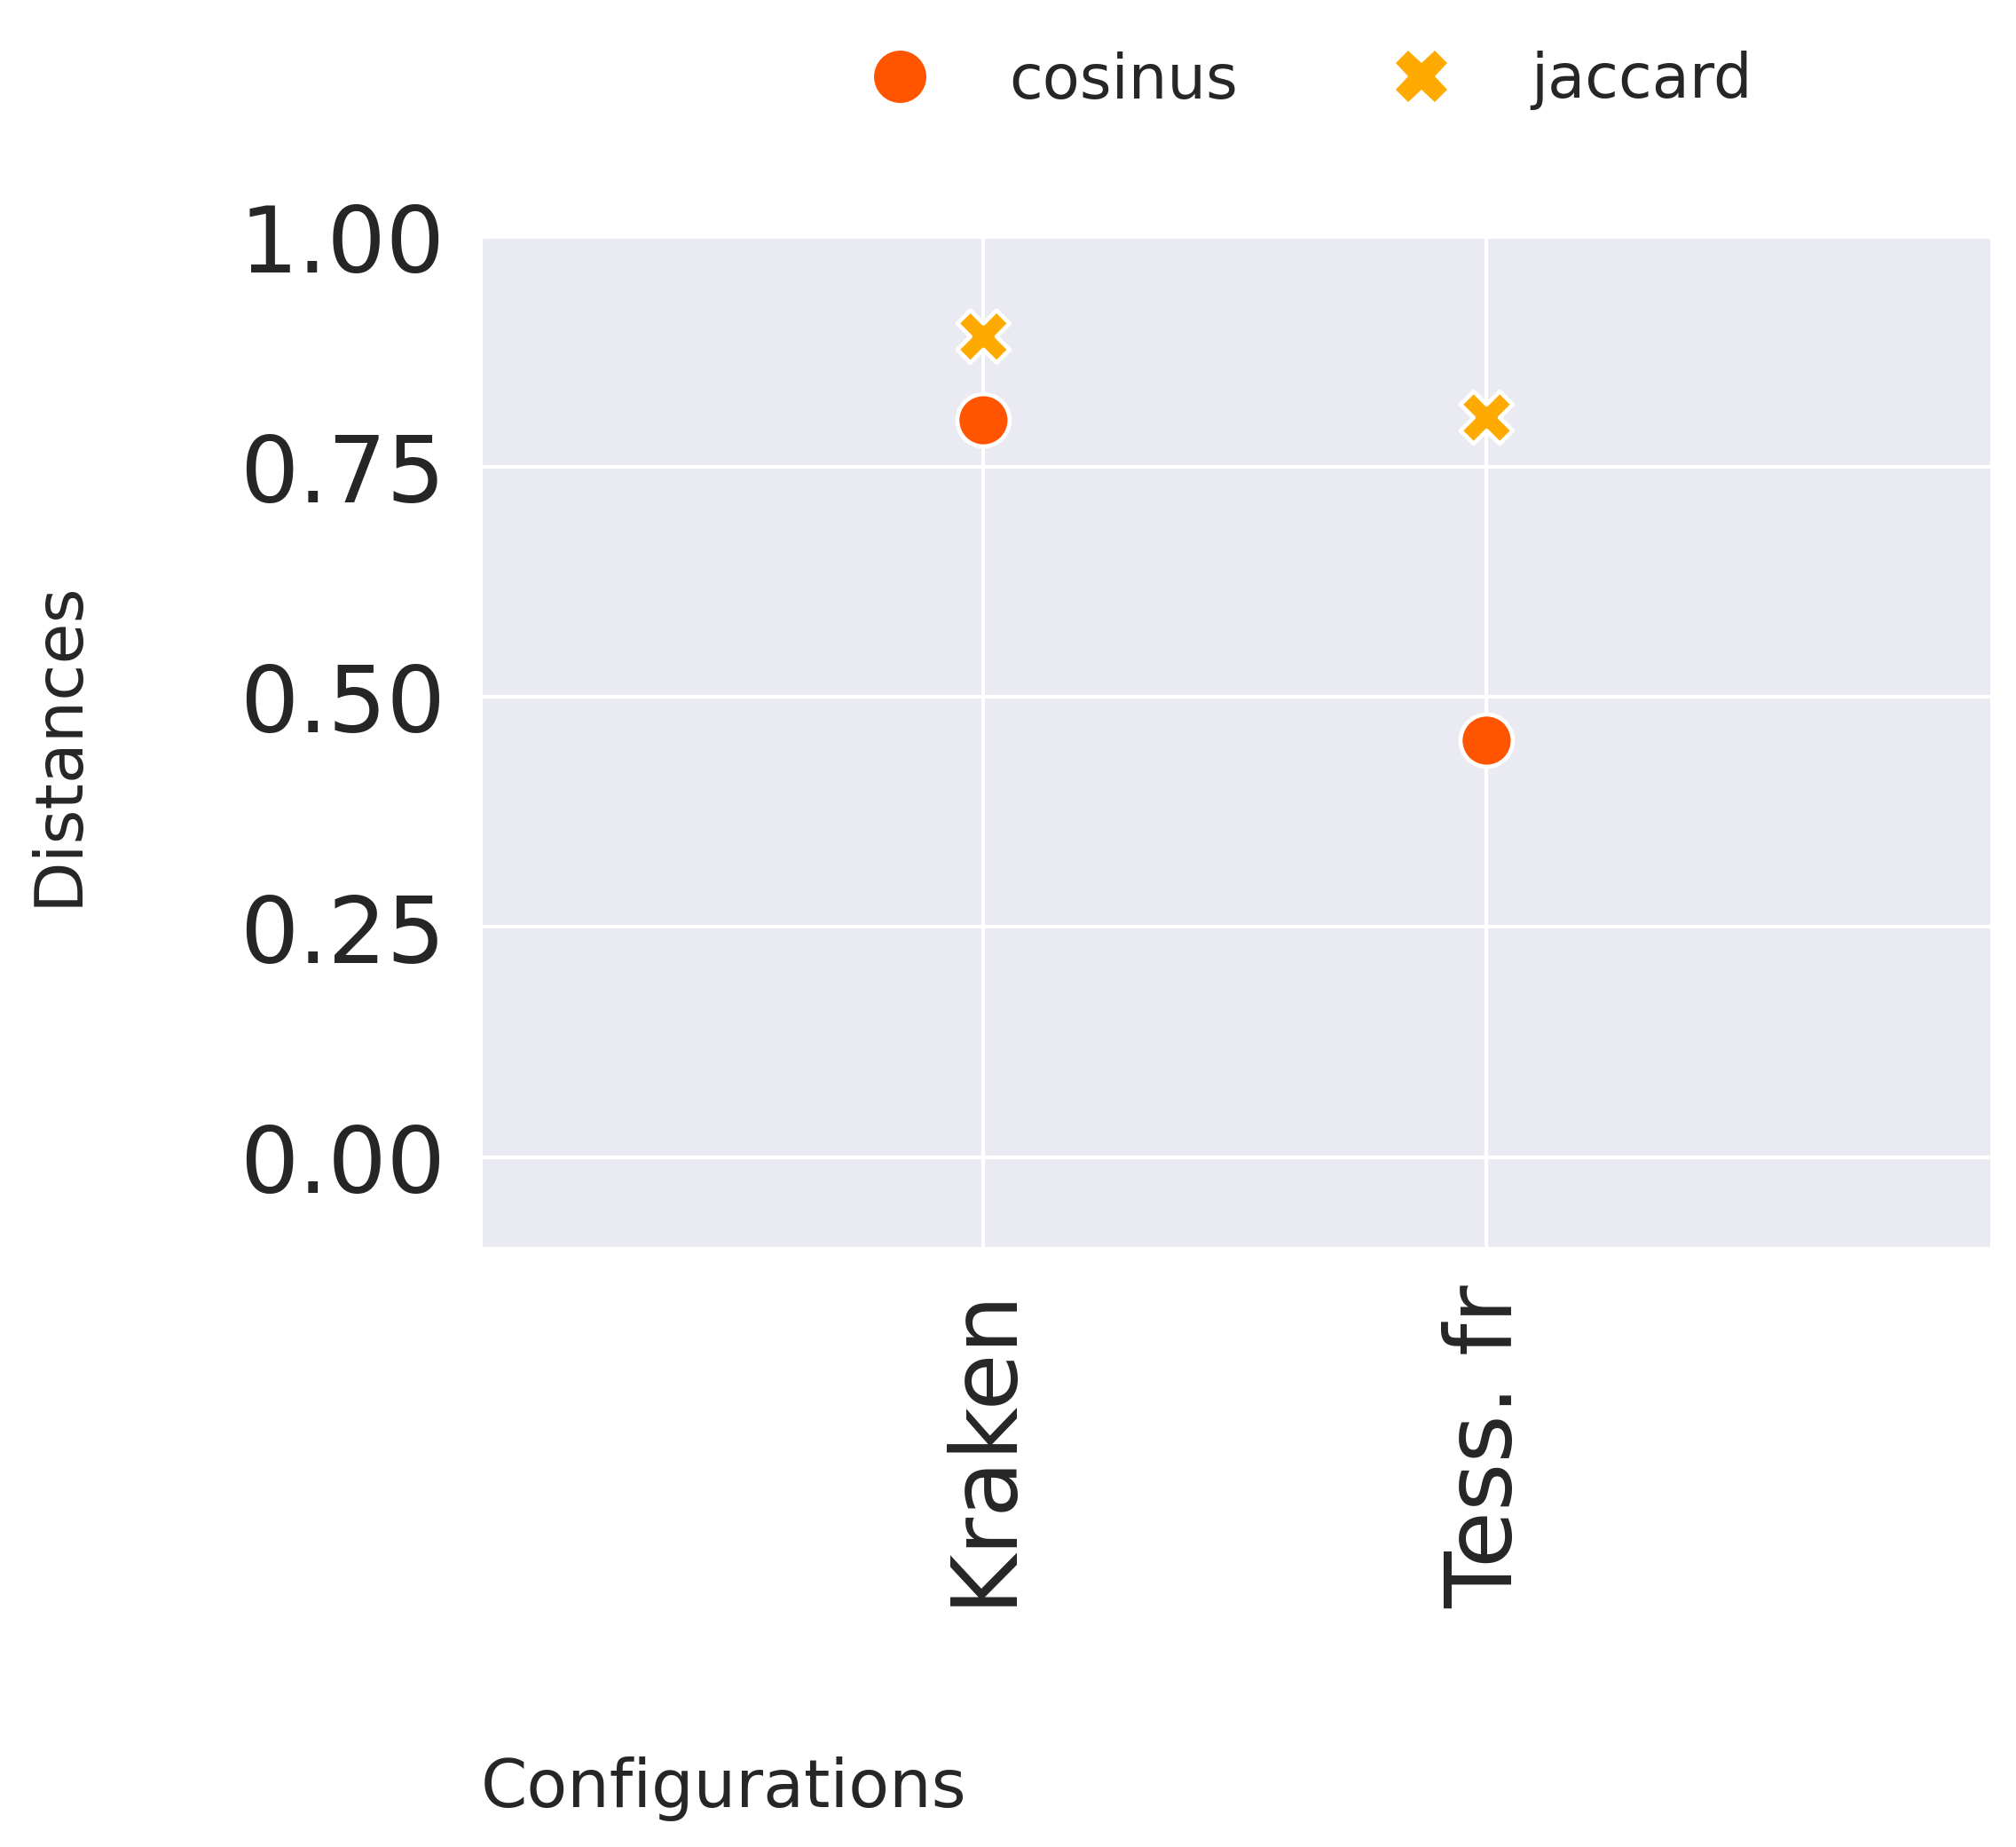 cosinus jaccard
1.00
0.75
0.50
0.25
0.00
Distances
Kraken
Tess. fr
Configurations